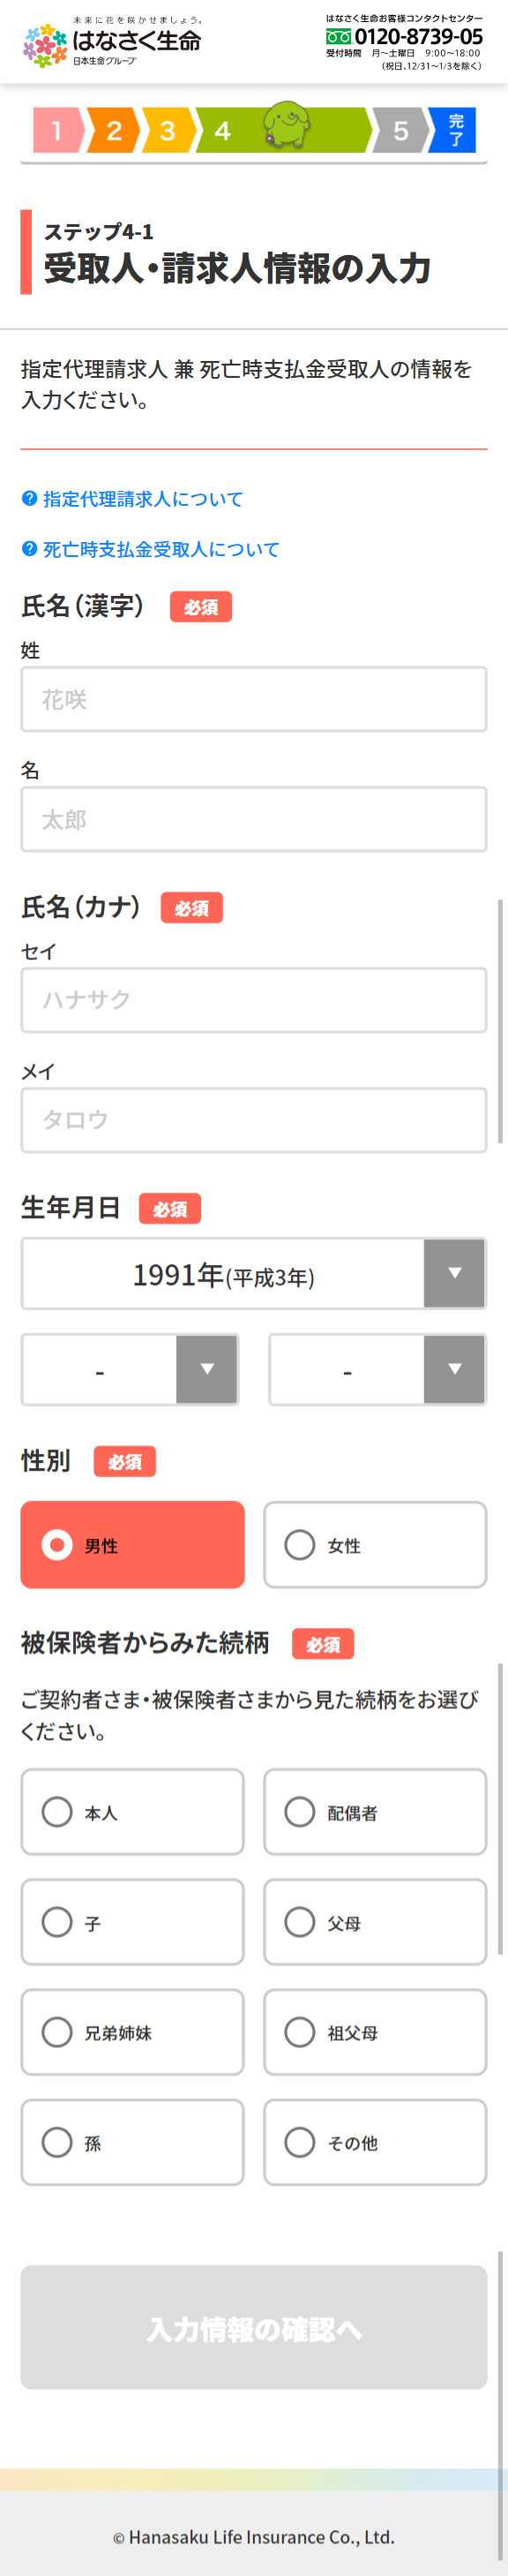 未来に花を咲かせましょう。
はなさく生命
日本生命グループ
はなさく生命お客様コンタクトセンター
0120-8739-05
受付時間 月～土曜日 9:00～18:00
(祝日、12/31～1/3を除く)
1 2 3 4 5 完了
ステップ4-1
受取人・請求人情報の入力
指定代理請求人 兼 死亡時支払金受取人の情報を
入力ください。
? 指定代理請求人について
? 死亡時支払金受取人について
氏名（漢字） 必須
姓
花咲
名
太郎
氏名（カナ） 必須
セイ
ハナサク
メイ
タロウ
生年月日 必須
1991年(平成3年) ▼
- ▼ - ▼
性別 必須
男性 女性
被保険者からみた続柄 必須
ご契約者さま・被保険者さまから見た続柄をお選び
ください。
本人 配偶者
子 父母
兄弟姉妹 祖父母
孫 その他
入力情報の確認へ
© Hanasaku Life Insurance Co., Ltd.